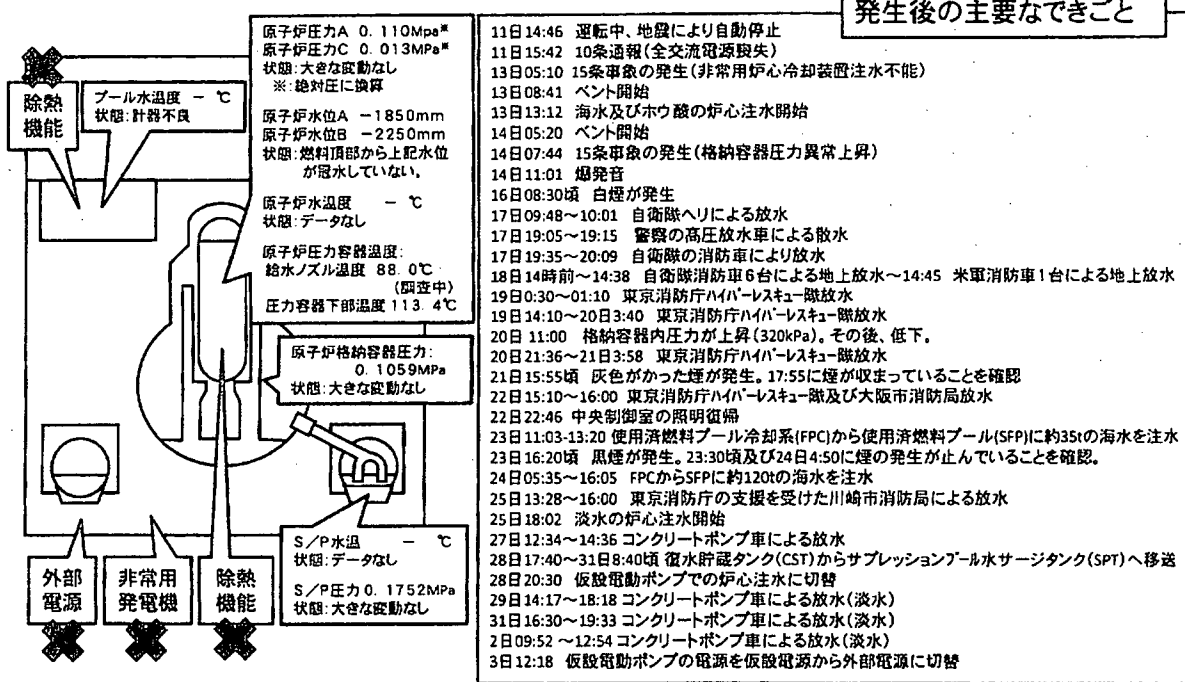 発生後の主要なできごと
原子炉圧力A 0. 110Mpa※
原子炉圧力C 0. 013MPa※
状態:大きな変動なし
※:絶対圧に換算
原子炉水位A −1850mm
原子炉水位B −2250mm
状態:燃料頂部から上記水位
が冠水していない。
原子炉水温度 － ℃
状態:データなし
原子炉圧力容器温度:
給水ノズル温度 88. 0℃
(調査中)
圧力容器下部温度 113. 4℃
除熱
機能
プール水温度 － ℃
状態:計器不良
原子炉格納容器圧力:
0. 1059MPa
状態:大きな変動なし
S／P水温 － ℃
状態:データなし
S／P圧力 0. 1752MPa
状態:大きな変動なし
外部
電源
非常用
発電機
除熱
機能
11日14:46 運転中、地震により自動停止
11日15:42 10条通報(全交流電源喪失)
13日05:10 15条事象の発生(非常用炉心冷却装置注水不能)
13日08:41 ベント開始
13日13:12 海水及びホウ酸の炉心注水開始
14日05:20 ベント開始
14日07:44 15条事象の発生(格納容器圧力異常上昇)
14日11:01 爆発音
16日08:30頃 白煙が発生
17日09:48～10:01 自衛隊ヘリによる放水
17日19:05～19:15 警察の高圧放水車による散水
17日19:35～20:09 自衛隊の消防車により放水
18日14時前～14:38 自衛隊消防車6台による地上放水～14:45 米軍消防車1台による地上放水
19日0:30～01:10 東京消防庁ハイパーレスキュー隊放水
19日14:10～20日3:40 東京消防庁ハイパーレスキュー隊放水
20日 11:00 格納容器内圧力が上昇(320kPa)。その後、低下。
20日21:36～21日3:58 東京消防庁ハイパーレスキュー隊放水
21日15:55頃 灰色がかった煙が発生。17:55に煙が収まっていることを確認
22日15:10～16:00 東京消防庁ハイパーレスキュー隊及び大阪市消防局放水
22日22:46 中央制御室の照明復帰
23日11:03-13:20 使用済燃料プール冷却系(FPC)から使用済燃料プール(SFP)に約35tの海水を注水
23日16:20頃 黒煙が発生。23:30頃及び24日4:50に煙の発生が止んでいることを確認。
24日05:35～16:05 FPCからSFPに約120tの海水を注水
25日13:28～16:00 東京消防庁の支援を受けた川崎市消防局による放水
25日18:02 淡水の炉心注水開始
27日12:34～14:36 コンクリートポンプ車による放水
28日17:40～31日8:40頃 復水貯蔵タンク(CST)からサプレッションプール水サージタンク(SPT)へ移送
28日20:30 仮設電動ポンプでの炉心注水に切替
29日14:17～18:18 コンクリートポンプ車による放水(淡水)
31日16:30～19:33 コンクリートポンプ車による放水(淡水)
2日09:52 ～12:54 コンクリートポンプ車による放水(淡水)
3日12:18 仮設電動ポンプの電源を仮設電源から外部電源に切替